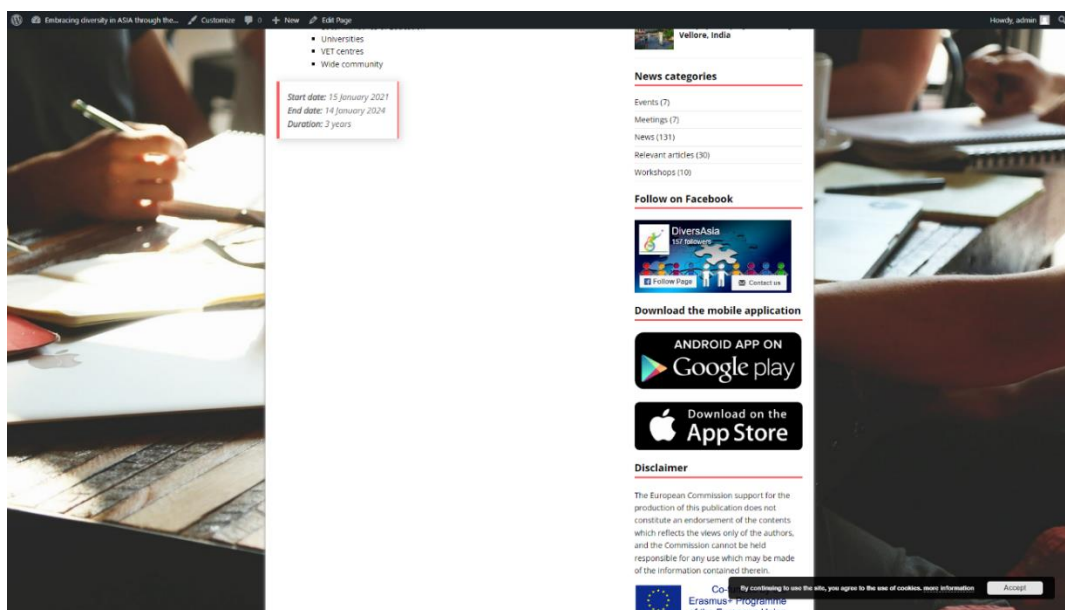 Embracing diversity in ASIA through the... Customize 0 + New Edit Page Howdy, admin
Universities
VET centres
Wide community
Start date: 15 January 2021
End date: 14 January 2024
Duration: 3 years
Vellore, India
News categories
Events (7)
Meetings (7)
News (131)
Relevant articles (30)
Workshops (10)
Follow on Facebook
DiversAsia
157 followers
Follow Page Contact us
Download the mobile application
ANDROID APP ON
Google play
Download on the
App Store
Disclaimer
The European Commission support for the
production of this publication does not
constitute an endorsement of the contents
which reflects the views only of the authors,
and the Commission cannot be held
responsible for any use which may be made
of the information contained therein.
Erasmus+ Programme
By continuing to use the site, you agree to the use of cookies. more information Accept